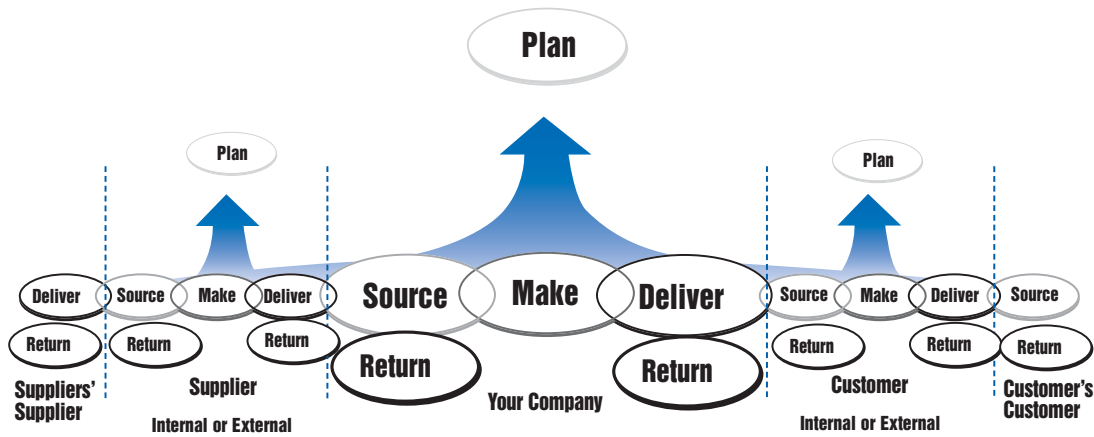 Plan
Plan
Plan
Deliver
Source
Make
Deliver
Source
Make
Deliver
Source
Make
Deliver
Source
Return
Return
Return
Return
Return
Return
Return
Return
Suppliers'
Supplier
Supplier
Internal or External
Your Company
Customer
Internal or External
Customer's
Customer